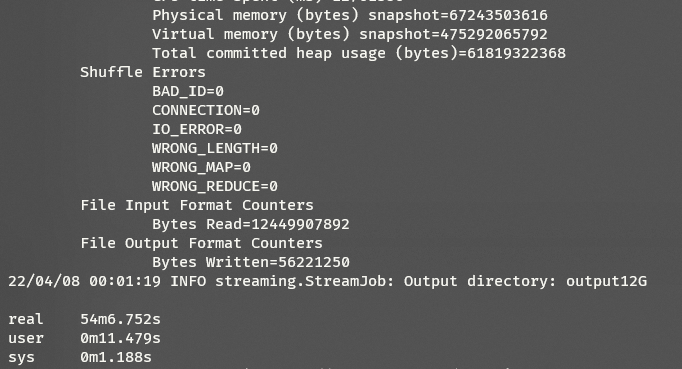 Physical memory (bytes) snapshot=67243503616
Virtual memory (bytes) snapshot=475292065792
Total committed heap usage (bytes)=61819322368
Shuffle Errors
BAD_ID=0
CONNECTION=0
IO_ERROR=0
WRONG_LENGTH=0
WRONG_MAP=0
WRONG_REDUCE=0
File Input Format Counters
Bytes Read=12449907892
File Output Format Counters
Bytes Written=56221250
22/04/08 00:01:19 INFO streaming.StreamJob: Output directory: output12G
real 54m6.752s
user 0m11.479s
sys 0m1.188s